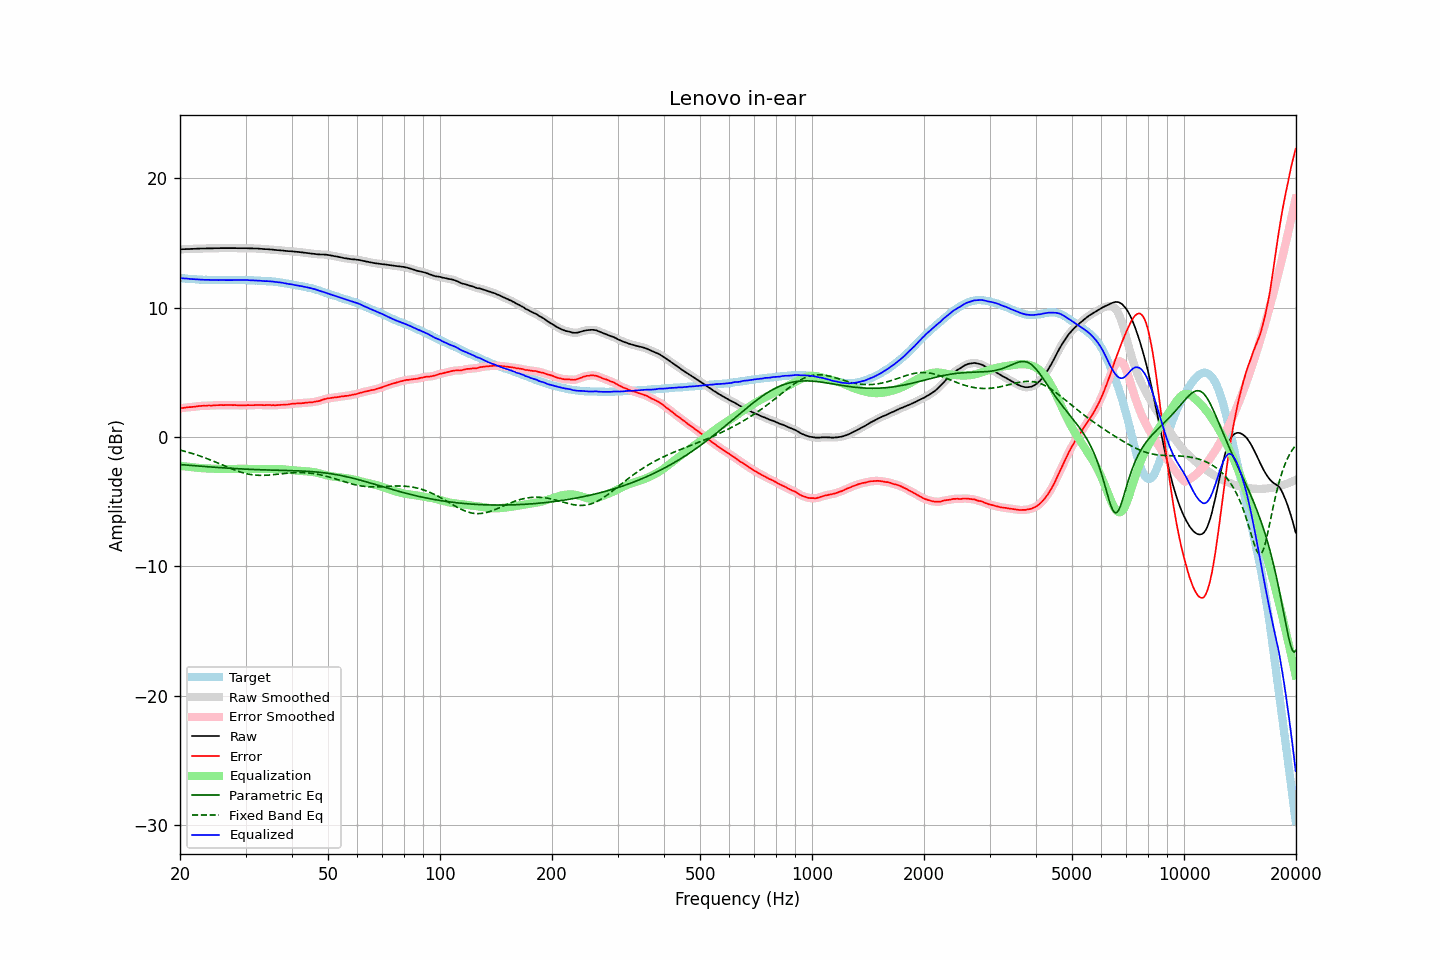 Lenovo in-ear
Amplitude (dBr)
20
10
0
−10
−20
−30
Target
Raw Smoothed
Error Smoothed
Raw
Error
Equalization
Parametric Eq
Fixed Band Eq
Equalized
20 50 100 200 500 1000 2000 5000 10000 20000
Frequency (Hz)